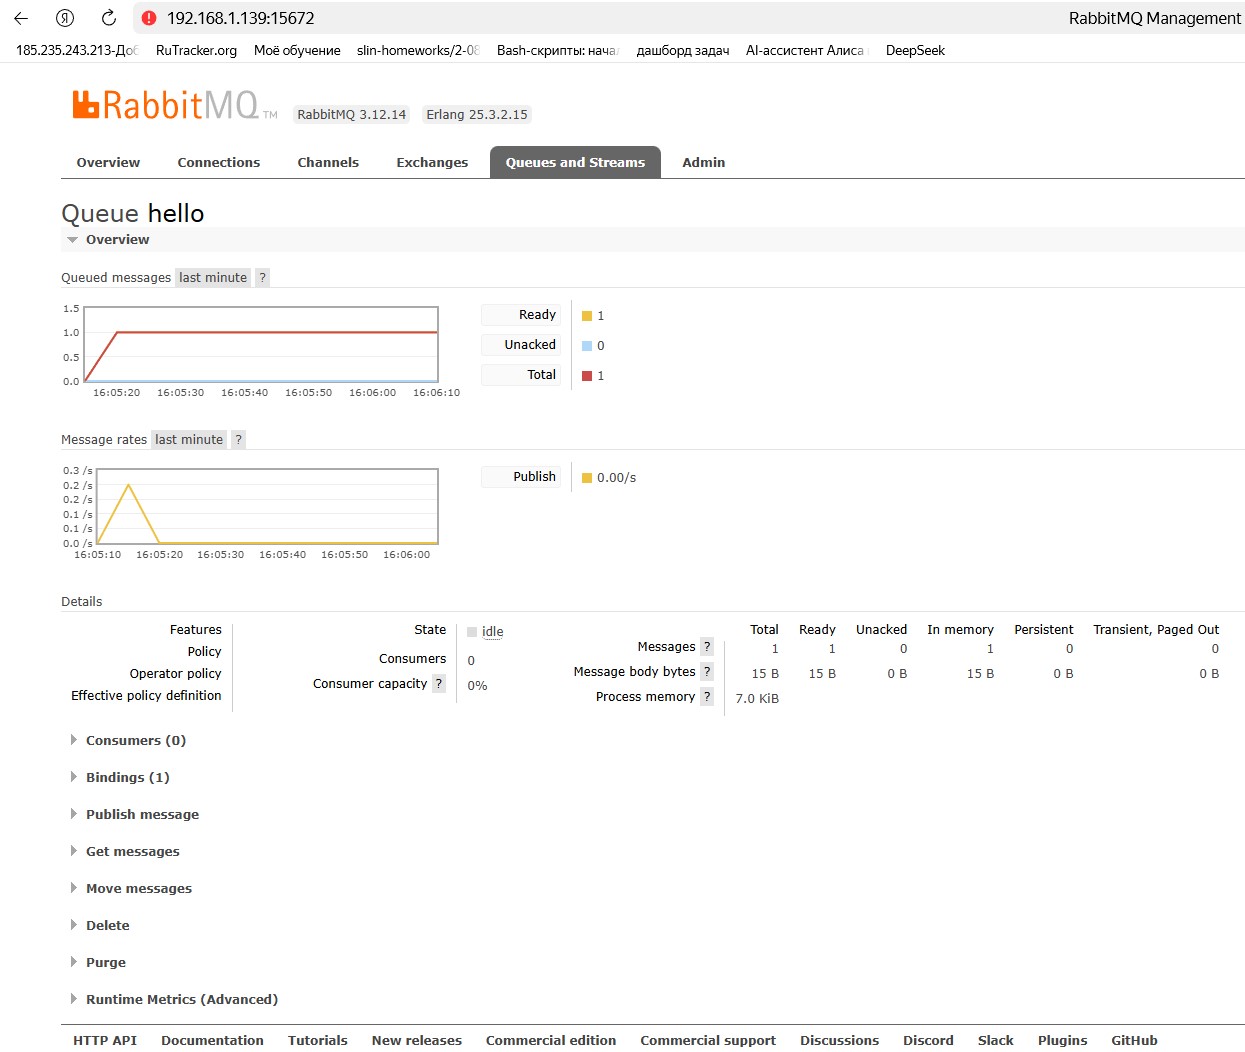 Я 192.168.1.139:15672 RabbitMQ Management
185.235.243.213-Доб RuTracker.org Моё обучение slin-homeworks/2-08 Bash-скрипты: начал дашборд задач AI-ассистент Алиса DeepSeek
RabbitMQ TM RabbitMQ 3.12.14 Erlang 25.3.2.15
Overview Connections Channels Exchanges Queues and Streams Admin
Queue hello
Overview
Queued messages last minute ?
1.5
1.0
0.5
0.0
16:05:20 16:05:30 16:05:40 16:05:50 16:06:00 16:06:10
Ready 1
Unacked 0
Total 1
Message rates last minute ?
0.3 /s
0.2 /s
0.2 /s
0.1 /s
0.1 /s
0.0 /s
16:05:10 16:05:20 16:05:30 16:05:40 16:05:50 16:06:00
Publish 0.00/s
Details
Features
Policy
Operator policy
Effective policy definition
State idle
Consumers 0
Consumer capacity ? 0%
Total Ready Unacked In memory Persistent Transient, Paged Out
Messages ? 1 1 0 1 0 0
Message body bytes ? 15 B 15 B 0 B 15 B 0 B 0 B
Process memory ? 7.0 KiB
Consumers (0)
Bindings (1)
Publish message
Get messages
Move messages
Delete
Purge
Runtime Metrics (Advanced)
HTTP API Documentation Tutorials New releases Commercial edition Commercial support Discussions Discord Slack Plugins GitHub